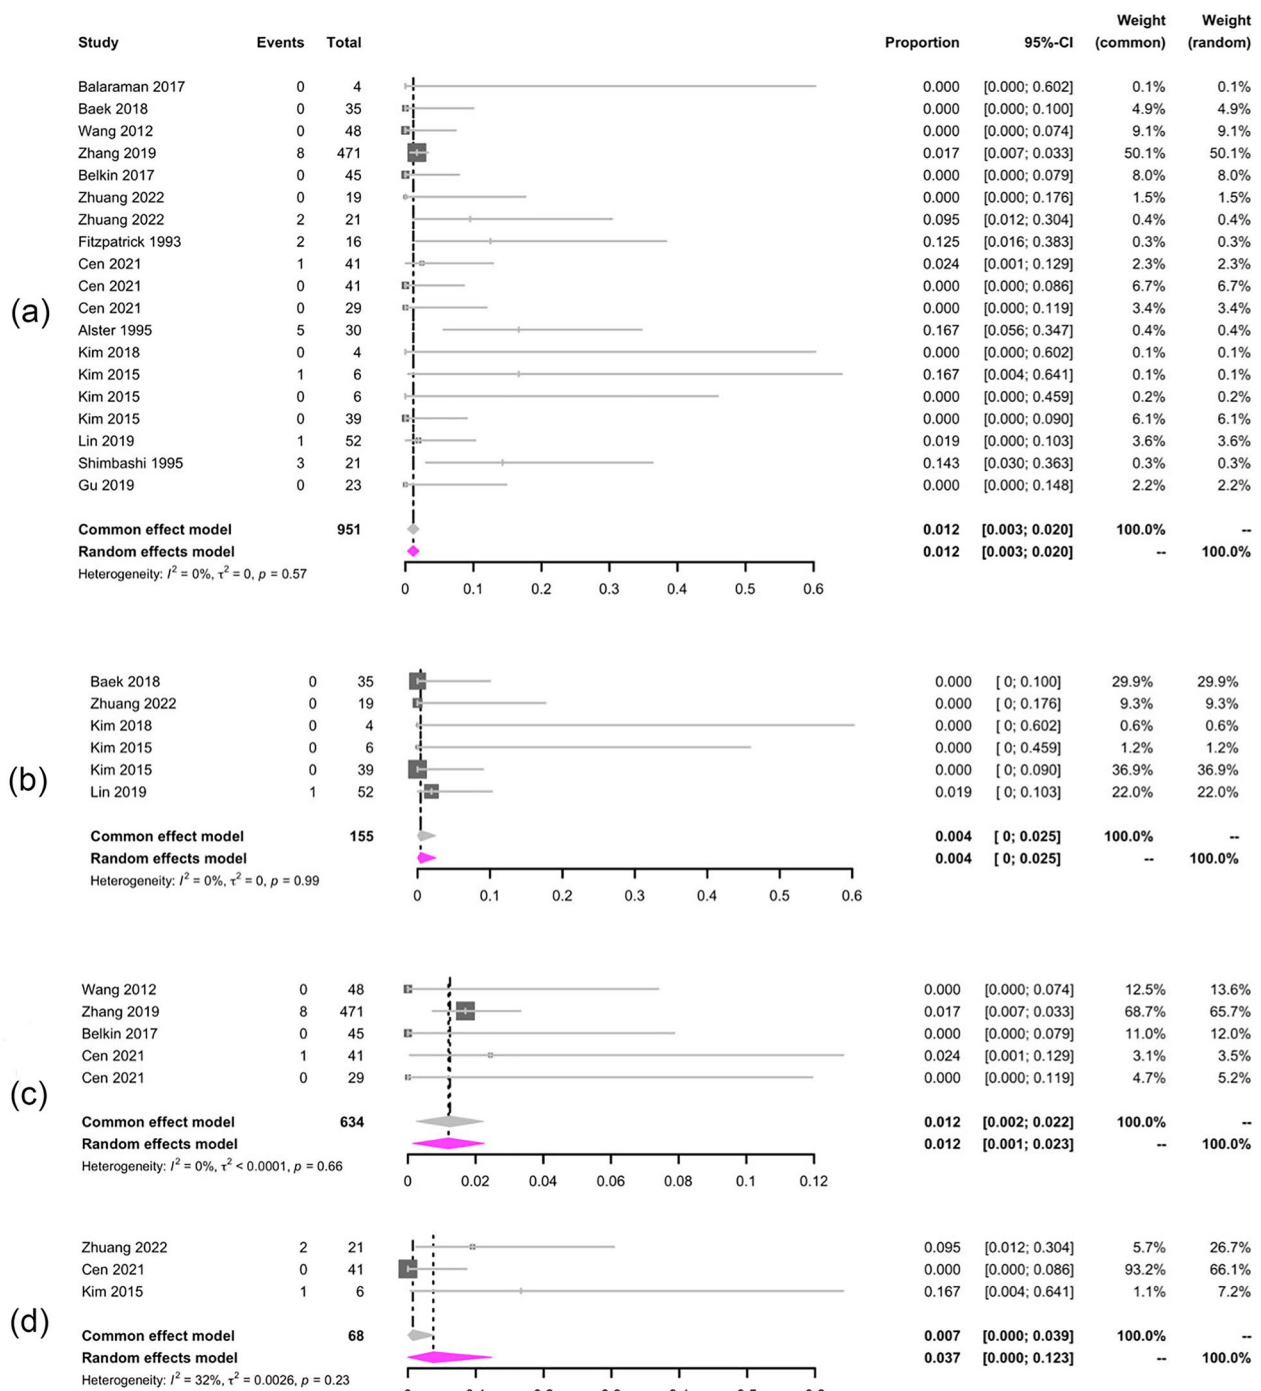 Weight Weight
Study Events Total Proportion 95%-CI (common) (random)
Balaraman 2017 0 4 0.000 [0.000; 0.602] 0.1% 0.1%
Baek 2018 0 35 0.000 [0.000; 0.100] 4.9% 4.9%
Wang 2012 0 48 0.000 [0.000; 0.074] 9.1% 9.1%
Zhang 2019 8 471 0.017 [0.007; 0.033] 50.1% 50.1%
Belkin 2017 0 45 0.000 [0.000; 0.079] 8.0% 8.0%
Zhuang 2022 0 19 0.000 [0.000; 0.176] 1.5% 1.5%
Zhuang 2022 2 21 0.095 [0.012; 0.304] 0.4% 0.4%
Fitzpatrick 1993 2 16 0.125 [0.016; 0.383] 0.3% 0.3%
Cen 2021 1 41 0.024 [0.001; 0.129] 2.3% 2.3%
Cen 2021 0 41 0.000 [0.000; 0.086] 6.7% 6.7%
Cen 2021 0 29 0.000 [0.000; 0.119] 3.4% 3.4%
(a)
Alster 1995 5 30 0.167 [0.056; 0.347] 0.4% 0.4%
Kim 2018 0 4 0.000 [0.000; 0.602] 0.1% 0.1%
Kim 2015 1 6 0.167 [0.004; 0.641] 0.1% 0.1%
Kim 2015 0 6 0.000 [0.000; 0.459] 0.2% 0.2%
Kim 2015 0 39 0.000 [0.000; 0.090] 6.1% 6.1%
Lin 2019 1 52 0.019 [0.000; 0.103] 3.6% 3.6%
Shimbashi 1995 3 21 0.143 [0.030; 0.363] 0.3% 0.3%
Gu 2019 0 23 0.000 [0.000; 0.148] 2.2% 2.2%
Common effect model 951 0.012 [0.003; 0.020] 100.0% --
Random effects model 0.012 [0.003; 0.020] -- 100.0%
Heterogeneity: I² = 0%, τ² = 0, p = 0.57
0 0.1 0.2 0.3 0.4 0.5 0.6
Baek 2018 0 35 0.000 [ 0; 0.100] 29.9% 29.9%
Zhuang 2022 0 19 0.000 [ 0; 0.176] 9.3% 9.3%
Kim 2018 0 4 0.000 [ 0; 0.602] 0.6% 0.6%
Kim 2015 0 6 0.000 [ 0; 0.459] 1.2% 1.2%
Kim 2015 0 39 0.000 [ 0; 0.090] 36.9% 36.9%
(b)
Lin 2019 1 52 0.019 [ 0; 0.103] 22.0% 22.0%
Common effect model 155 0.004 [ 0; 0.025] 100.0% --
Random effects model 0.004 [ 0; 0.025] -- 100.0%
Heterogeneity: I² = 0%, τ² = 0, p = 0.99
0 0.1 0.2 0.3 0.4 0.5 0.6
Wang 2012 0 48 0.000 [0.000; 0.074] 12.5% 13.6%
Zhang 2019 8 471 0.017 [0.007; 0.033] 68.7% 65.7%
Belkin 2017 0 45 0.000 [0.000; 0.079] 11.0% 12.0%
Cen 2021 1 41 0.024 [0.001; 0.129] 3.1% 3.5%
Cen 2021 0 29 0.000 [0.000; 0.119] 4.7% 5.2%
(c)
Common effect model 634 0.012 [0.002; 0.022] 100.0% --
Random effects model 0.012 [0.001; 0.023] -- 100.0%
Heterogeneity: I² = 0%, τ² < 0.0001, p = 0.66
0 0.02 0.04 0.06 0.08 0.1 0.12
Zhuang 2022 2 21 0.095 [0.012; 0.304] 5.7% 26.7%
Cen 2021 0 41 0.000 [0.000; 0.086] 93.2% 66.1%
Kim 2015 1 6 0.167 [0.004; 0.641] 1.1% 7.2%
(d)
Common effect model 68 0.007 [0.000; 0.039] 100.0% --
Random effects model 0.037 [0.000; 0.123] -- 100.0%
Heterogeneity: I² = 32%, τ² = 0.0026, p = 0.23